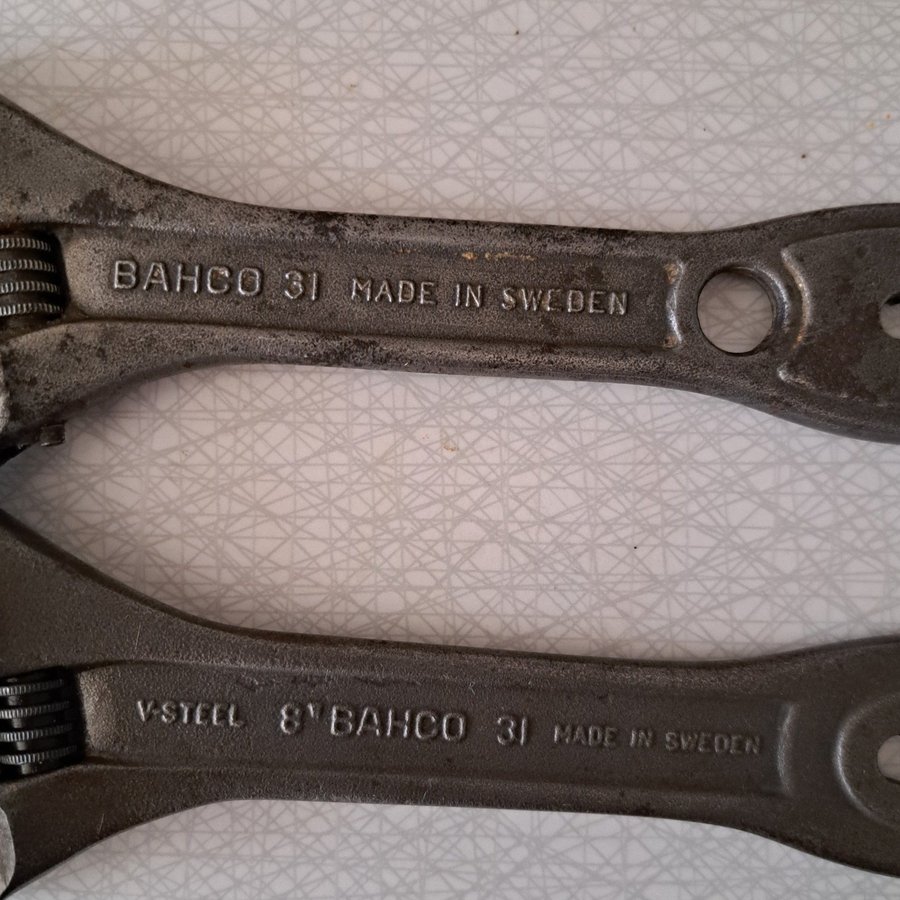 BAHCO 31 MADE IN SWEDEN
V-STEEL 8" BAHCO 31 MADE IN SWEDEN